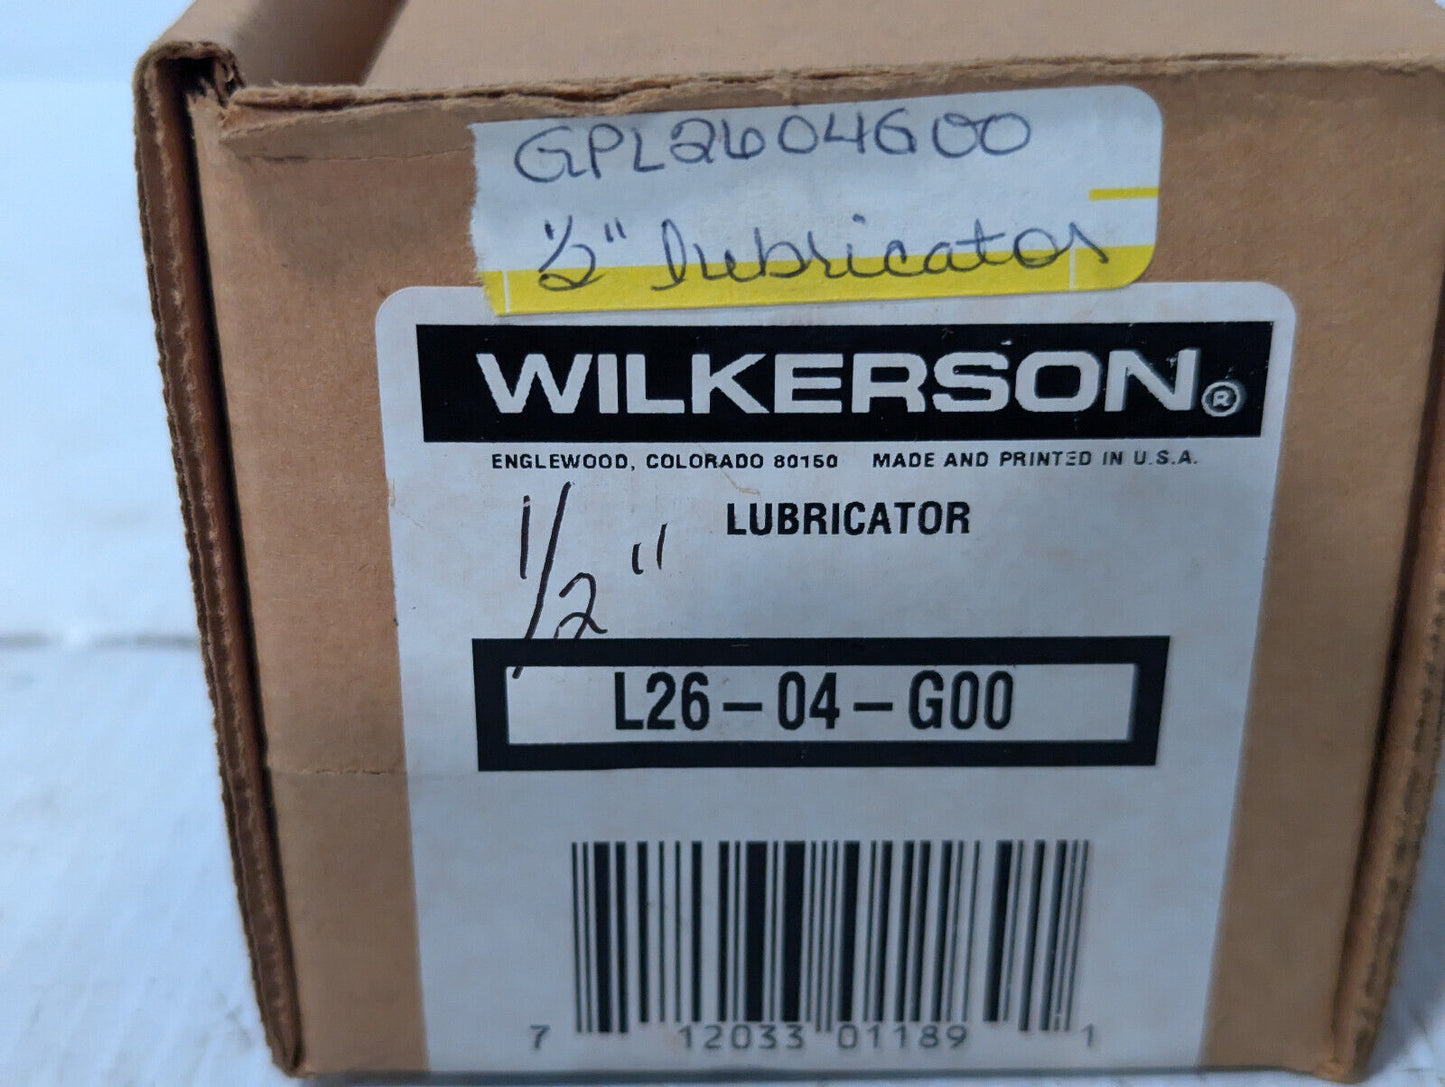 GPL2604G00
1/2" lubricator
WILKERSON®
ENGLEWOOD, COLORADO 80150 MADE AND PRINTED IN U.S.A.
LUBRICATOR
1/2"
L26-04-G00
7 12033 01189 1